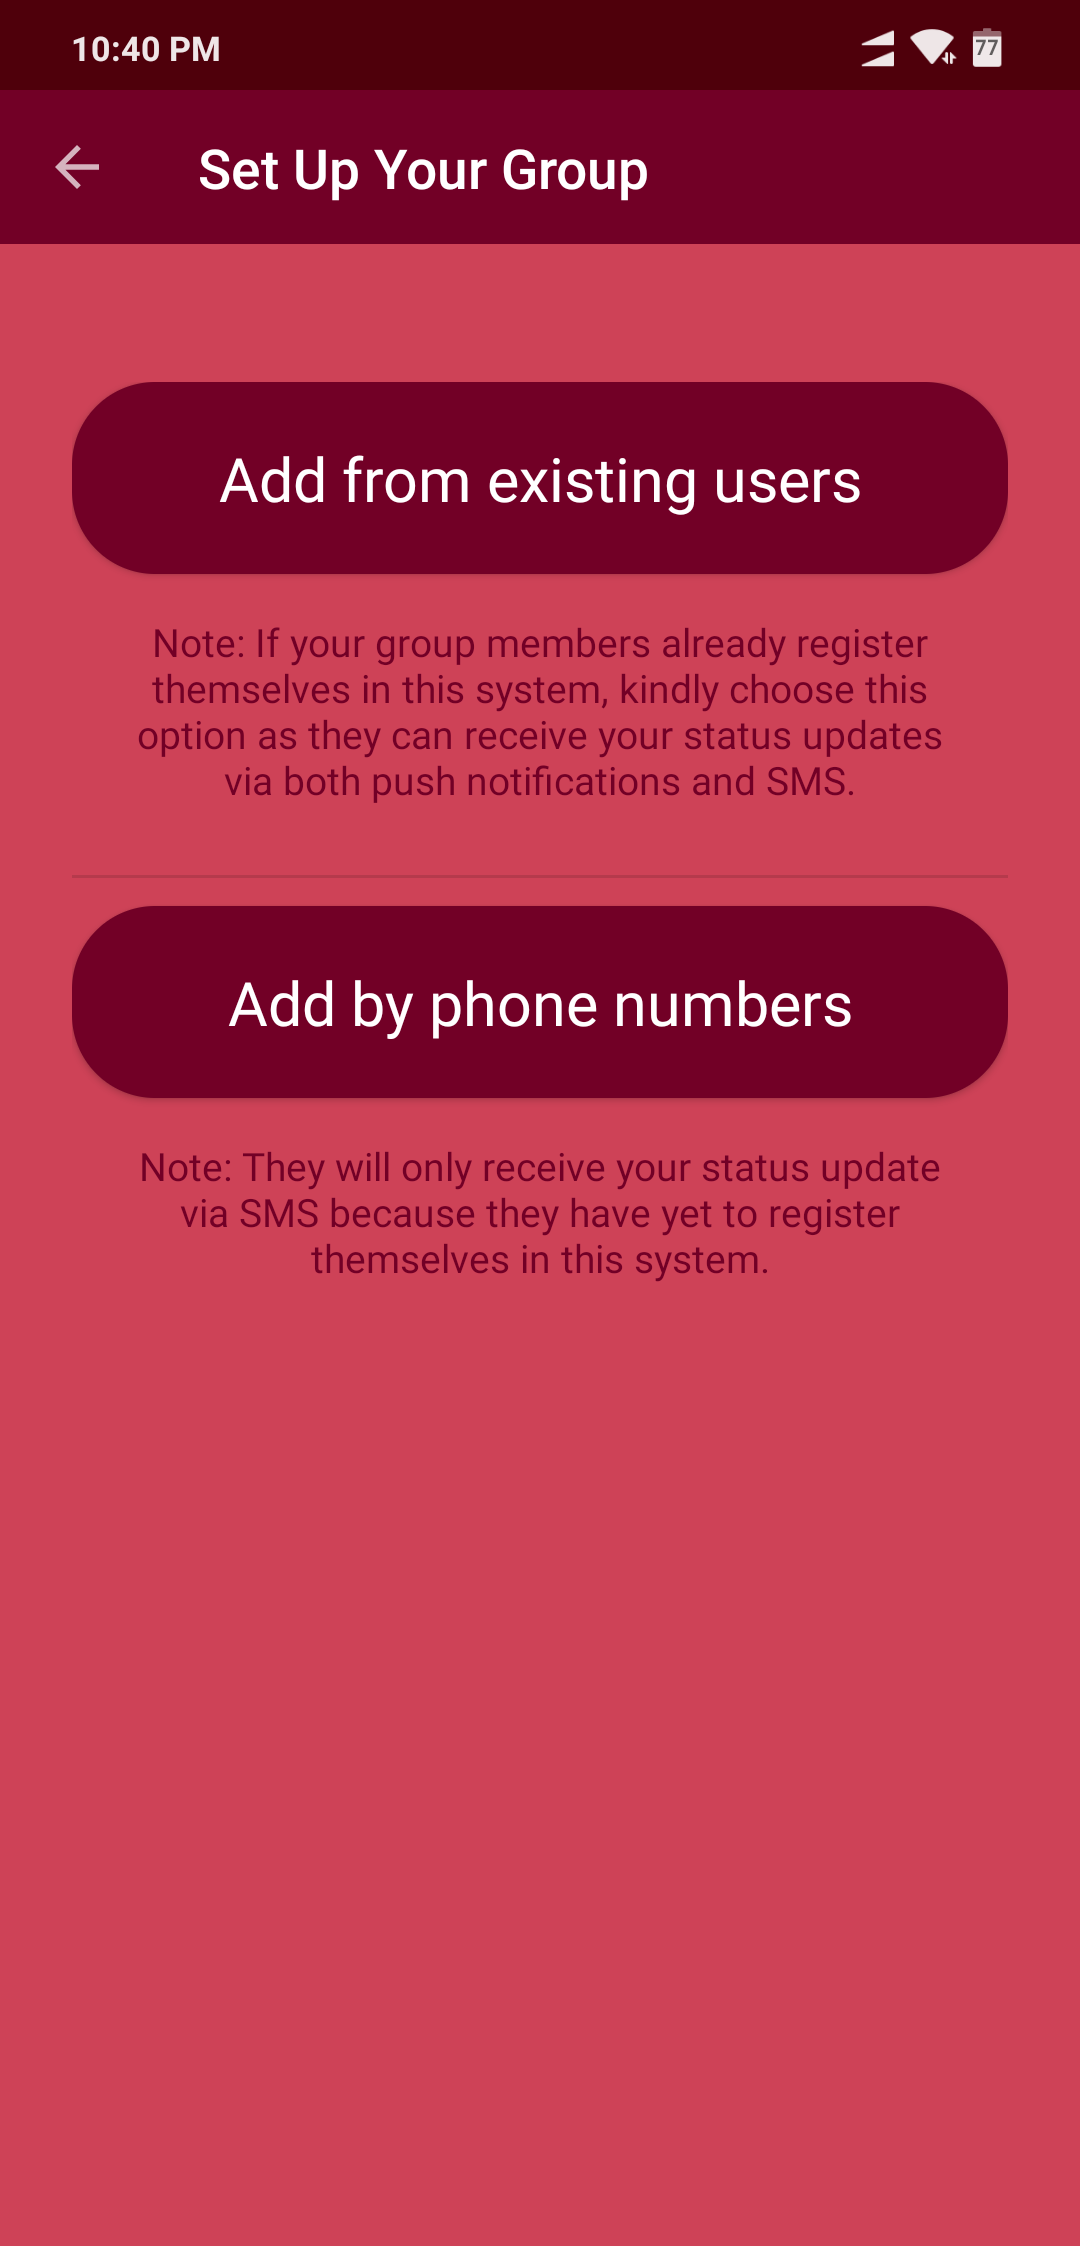 10:40 PM
77
Set Up Your Group
Add from existing users
Note: If your group members already register
themselves in this system, kindly choose this
option as they can receive your status updates
via both push notifications and SMS.
Add by phone numbers
Note: They will only receive your status update
via SMS because they have yet to register
themselves in this system.